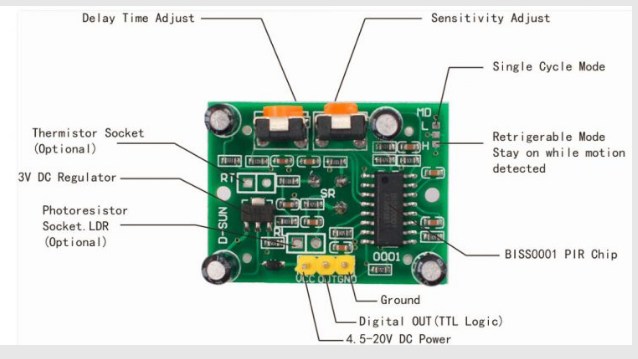 Delay Time Adjust
Sensitivity Adjust
Single Cycle Mode
MD
L
H
Thermistor Socket
(Optional)
Retrigerable Mode
Stay on while motion
detected
3V DC Regulator
RT
SR
Photoresistor
Socket.LDR
(Optional)
D-SUN
0001
BISS0001 PIR Chip
VCC OUT GND
Ground
Digital OUT(TTL Logic)
4.5-20V DC Power